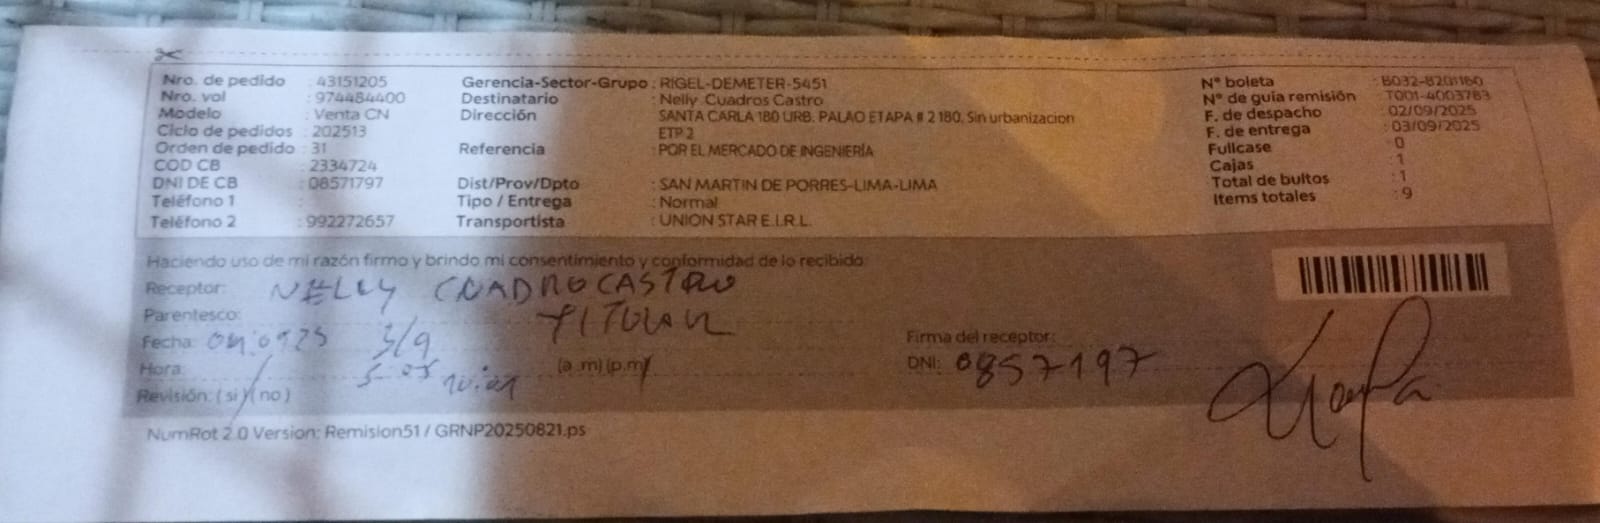 Nro. de pedido : 43151205 Gerencia-Sector-Grupo : RIGEL-DEMETER-5451 N° boleta : B032-8201160
Nro. vol : 974484400 Destinatario : Nelly Cuadros Castro N° de guía remisión : T001-4003783
Modelo : Venta CN Dirección : SANTA CARLA 180 URB. PALAO ETAPA # 2 180, Sin urbanizacion F. de despacho : 02/09/2025
Ciclo de pedidos : 202513 ETP 2 F. de entrega : 03/09/2025
Orden de pedido : 31 Referencia : POR EL MERCADO DE INGENIERÍA Fullcase : 0
COD CB : 2334724 Cajas : 1
DNI DE CB : 08571797 Dist/Prov/Dpto : SAN MARTIN DE PORRES-LIMA-LIMA Total de bultos : 1
Teléfono 1 : Tipo / Entrega : Normal Items totales : 9
Teléfono 2 : 992272657 Transportista : UNION STAR E.I.R.L.
Haciendo uso de mi razón firmo y brindo mi consentimiento y conformidad de lo recibido:
Receptor: NELLY CUADRO CASTRO
Parentesco: TITULAR
Fecha: 3/9 Firma del receptor:
Hora: (a.m) (p.m) DNI: 0857197
Revisión: ( si ) ( no )
NumRot 2.0 Version: Remision51 / GRNP20250821.ps